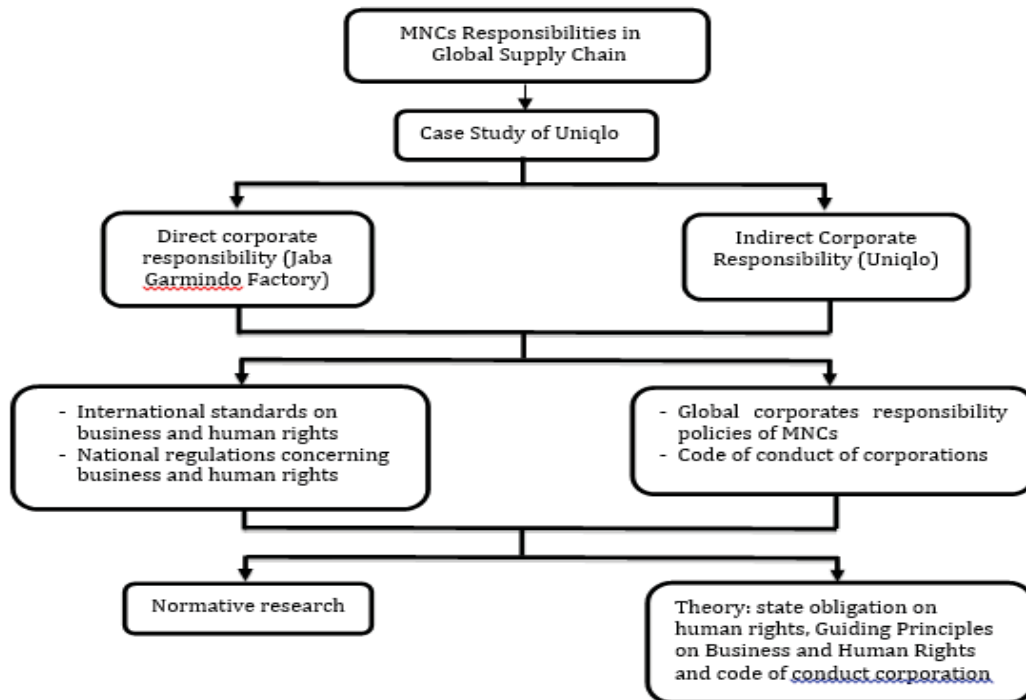 MNCs Responsibilities in
Global Supply Chain
Case Study of Uniqlo
Direct corporate
responsibility (Jaba
Garmindo Factory)
Indirect Corporate
Responsibility (Uniqlo)
- International standards on
business and human rights
- National regulations concerning
business and human rights
- Global corporates responsibility
policies of MNCs
- Code of conduct of corporations
Normative research
Theory: state obligation on
human rights, Guiding Principles
on Business and Human Rights
and code of conduct corporation